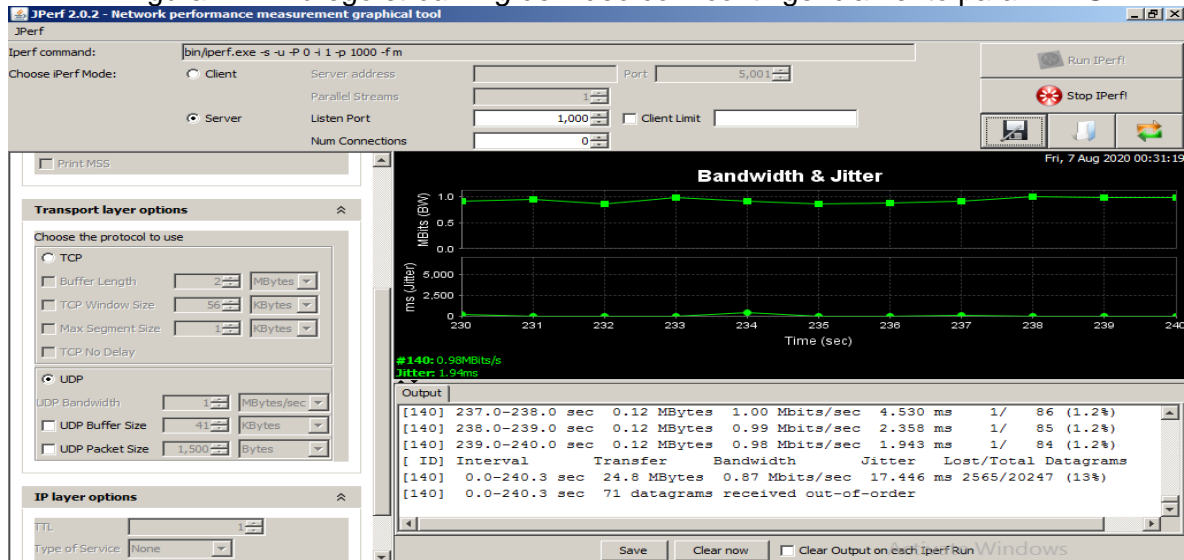 JPerf 2.0.2 - Network performance measurement graphical tool
JPerf
Iperf command: bin/iperf.exe -s -u -P 0 -i 1 -p 1000 -f m
Run IPerf!
Choose iPerf Mode: Client Server address Port 5,001
Parallel Streams 1
Stop IPerf!
Server Listen Port 1,000 Client Limit
Num Connections 0
Print MSS
Transport layer options
Choose the protocol to use
TCP
Buffer Length 2 MBytes
TCP Window Size 56 KBytes
Max Segment Size 1 KBytes
TCP No Delay
UDP
UDP Bandwidth 1 MBytes/sec
UDP Buffer Size 41 KBytes
UDP Packet Size 1,500 Bytes
IP layer options
TTL 1
Type of Service None
Fri, 7 Aug 2020 00:31:19
Bandwidth & Jitter
MBits (BW)
1.0
0.5
0.0
ms (Jitter)
5,000
2,500
0
230 231 232 233 234 235 236 237 238 239 240
Time (sec)
#140: 0.98MBits/s
Jitter: 1.94ms
Output
[140] 237.0-238.0 sec 0.12 MBytes 1.00 Mbits/sec 4.530 ms 1/ 86 (1.2%)
[140] 238.0-239.0 sec 0.12 MBytes 0.99 Mbits/sec 2.358 ms 1/ 85 (1.2%)
[140] 239.0-240.0 sec 0.12 MBytes 0.98 Mbits/sec 1.943 ms 1/ 84 (1.2%)
[ ID] Interval Transfer Bandwidth Jitter Lost/Total Datagrams
[140] 0.0-240.3 sec 24.8 MBytes 0.87 Mbits/sec 17.446 ms 2565/20247 (13%)
[140] 0.0-240.3 sec 71 datagrams received out-of-order
Save Clear now Clear Output on each Iperf Run
Windows